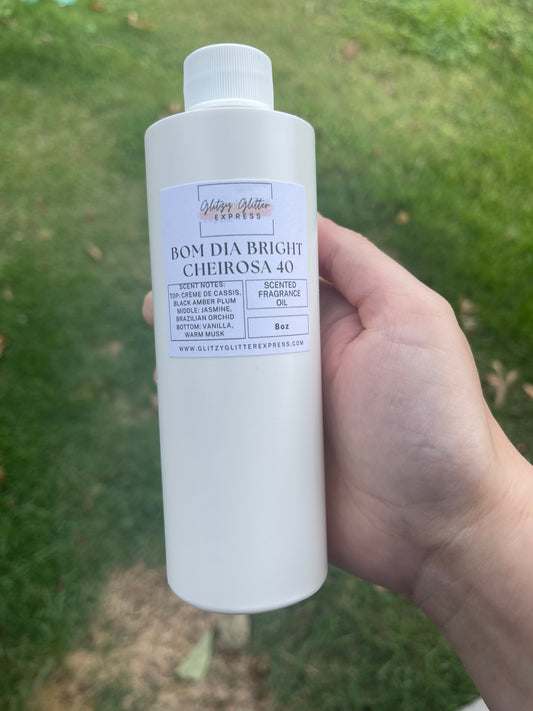 Glitzy Glitter
EXPRESS
BOM DIA BRIGHT
CHEIROSA 40
SCENT NOTES:
TOP: CRÈME DE CASSIS,
BLACK AMBER PLUM
MIDDLE: JASMINE,
BRAZILIAN ORCHID
BOTTOM: VANILLA,
WARM MUSK
SCENTED
FRAGRANCE
OIL
8oz
WWW.GLITZYGLITTEREXPRESS.COM